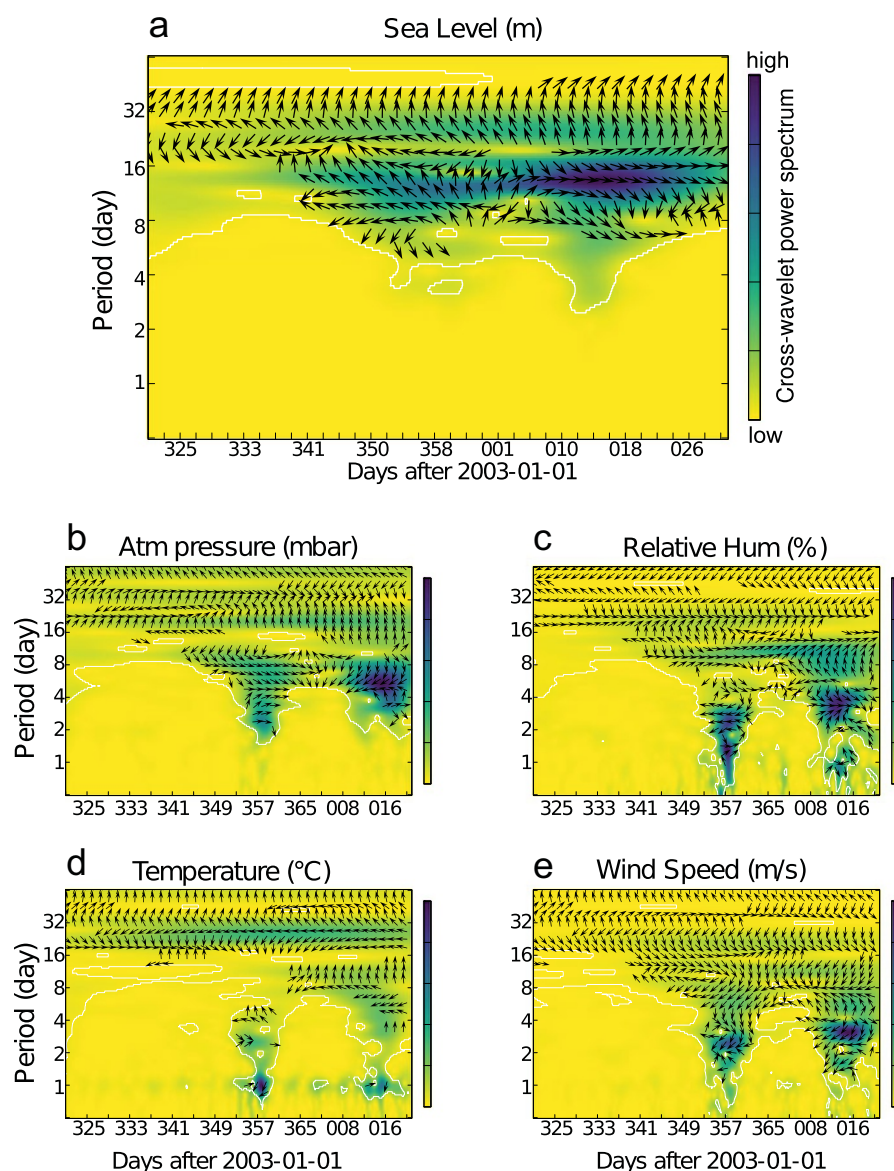 a
Sea Level (m)
high
32
16
8
4
2
1
Period (day)
325 333 341 350 358 001 010 018 026
Days after 2003-01-01
Cross-wavelet power spectrum
low
b
Atm pressure (mbar)
32
16
8
4
2
1
Period (day)
325 333 341 349 357 365 008 016
c
Relative Hum (%)
32
16
8
4
2
1
325 333 341 349 357 365 008 016
d
Temperature (°C)
32
16
8
4
2
1
Period (day)
325 333 341 349 357 365 008 016
Days after 2003-01-01
e
Wind Speed (m/s)
32
16
8
4
2
1
325 333 341 349 357 365 008 016
Days after 2003-01-01